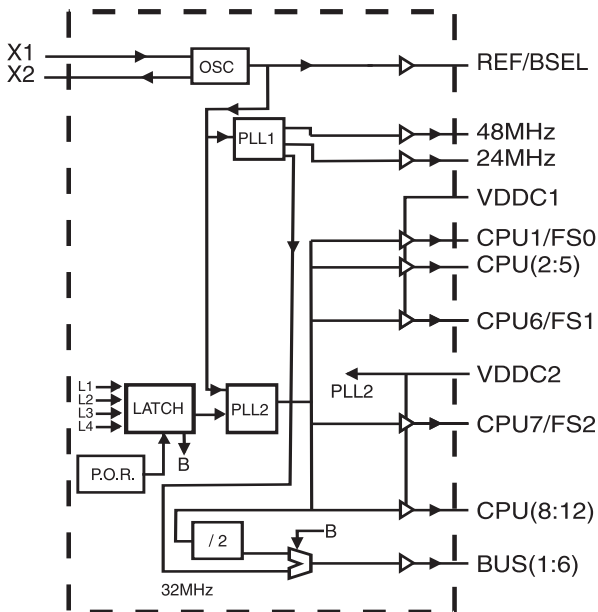 X1
X2
OSC
REF/BSEL
PLL1
48MHz
24MHz
VDDC1
CPU1/FS0
CPU(2:5)
CPU6/FS1
VDDC2
PLL2
L1
L2
L3
L4
LATCH
PLL2
CPU7/FS2
B
P.O.R.
CPU(8:12)
/ 2
B
BUS(1:6)
32MHz